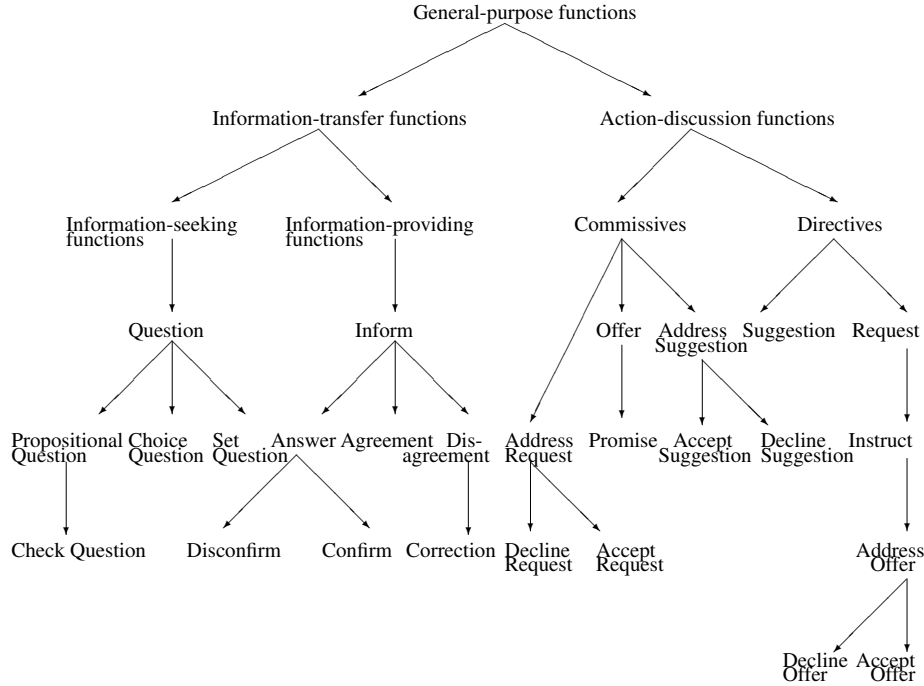 General-purpose functions
Information-transfer functions
Action-discussion functions
Information-seeking
functions
Information-providing
functions
Commissives
Directives
Question
Inform
Offer
Address
Suggestion
Suggestion
Request
Propositional
Question
Choice
Question
Set
Question
Answer
Agreement
Dis-
agreement
Address
Request
Promise
Accept
Suggestion
Decline
Suggestion
Instruct
Check Question
Disconfirm
Confirm
Correction
Decline
Request
Accept
Request
Address
Offer
Decline
Offer
Accept
Offer